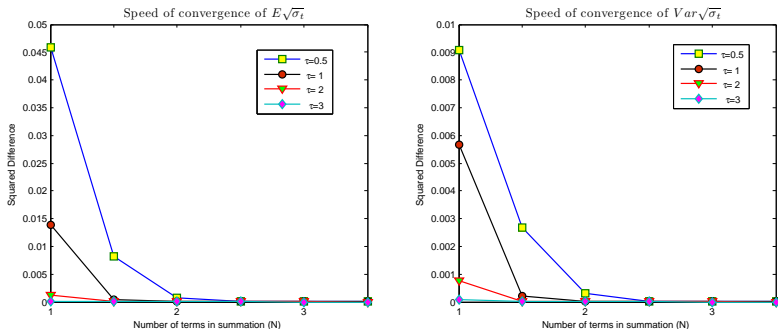 Speed of convergence of E√σt
0.05
0.045
0.04
0.035
0.03
0.025
0.02
0.015
0.01
0.005
0
Squared Difference
1
2
3
Number of terms in summation (N)
τ=0.5
τ= 1
τ= 2
τ=3
Speed of convergence of Var√σt
0.01
0.009
0.008
0.007
0.006
0.005
0.004
0.003
0.002
0.001
0
Squared Difference
1
2
3
Number of terms in summation (N)
τ=0.5
τ= 1
τ= 2
τ=3